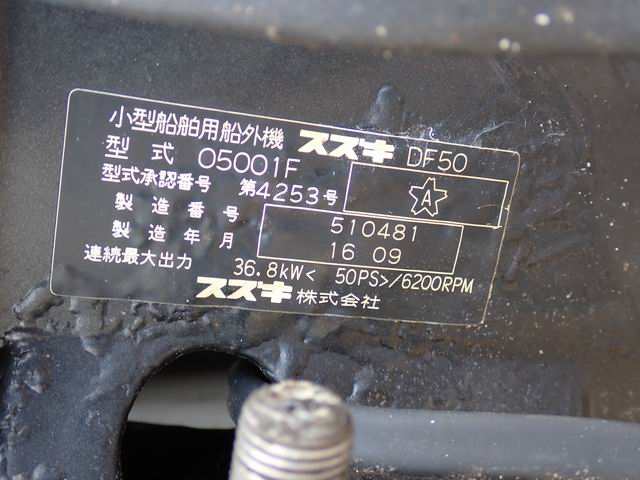 小型船舶用船外機 スズキ DF50
型式 05001F
型式承認番号 第4253号 A
製造番号 510481
製造年月 16 09
連続最大出力 36.8kW< 50PS>/6200RPM
スズキ株式会社